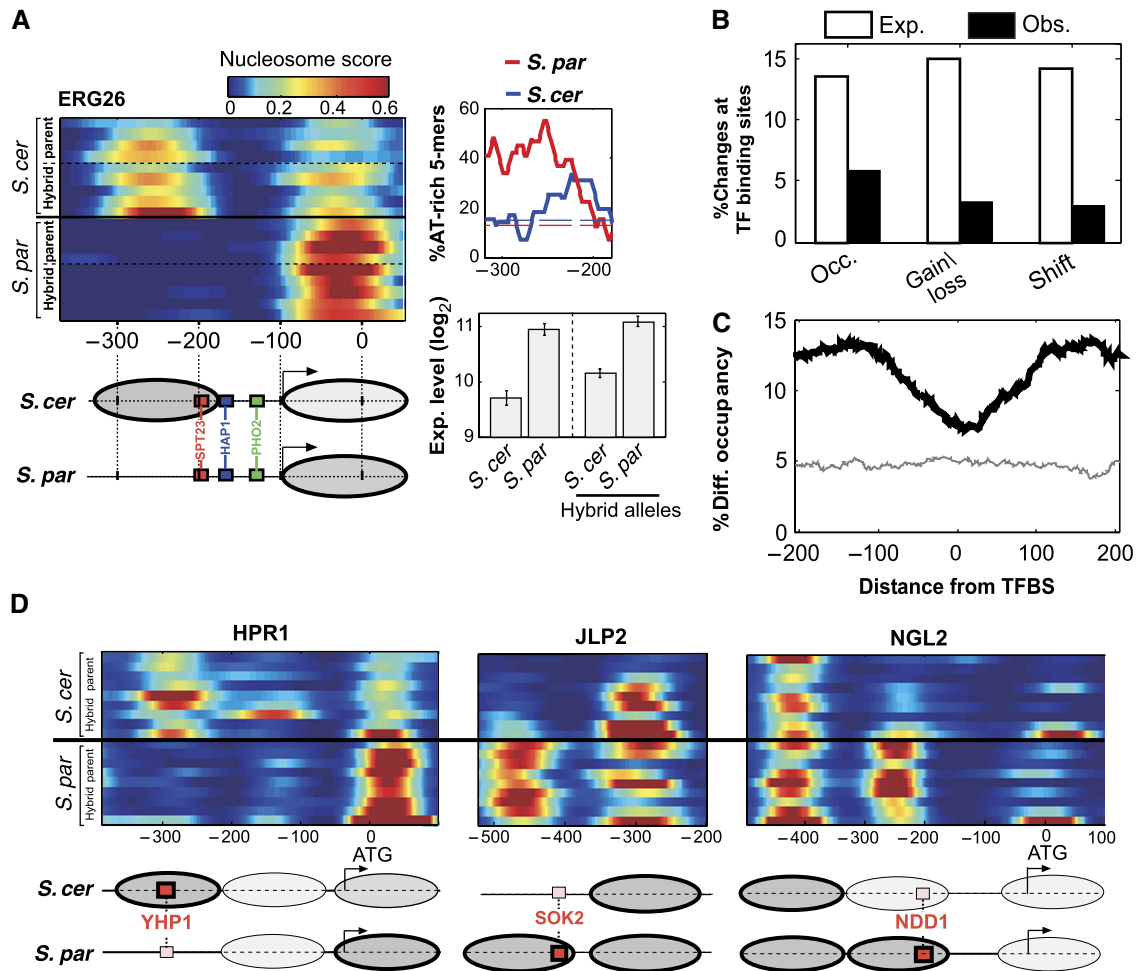 A
Nucleosome score
0 0.2 0.4 0.6
ERG26
S. cer
parent
Hybrid
S. par
parent
Hybrid
−300 −200 −100 0
S. cer
SPT23
HAP1
PHO2
S. par
S. par
S. cer
%AT-rich 5-mers
60
40
20
0
−300 −200
Exp. level (log2)
11
10
9
S. cer
S. par
S. cer
S. par
Hybrid alleles
B
Exp. Obs.
%Changes at
TF binding sites
15
10
5
0
Occ.
Gain\
loss
Shift
C
%Diff. occupancy
15
10
5
0
−200 −100 0 100 200
Distance from TFBS
D
HPR1 JLP2 NGL2
S. cer
parent
Hybrid
S. par
parent
Hybrid
−300 −200 −100 0
ATG
−500 −400 −300 −200
−400 −300 −200 −100 0 100
ATG
S. cer
YHP1 SOK2 NDD1
S. par